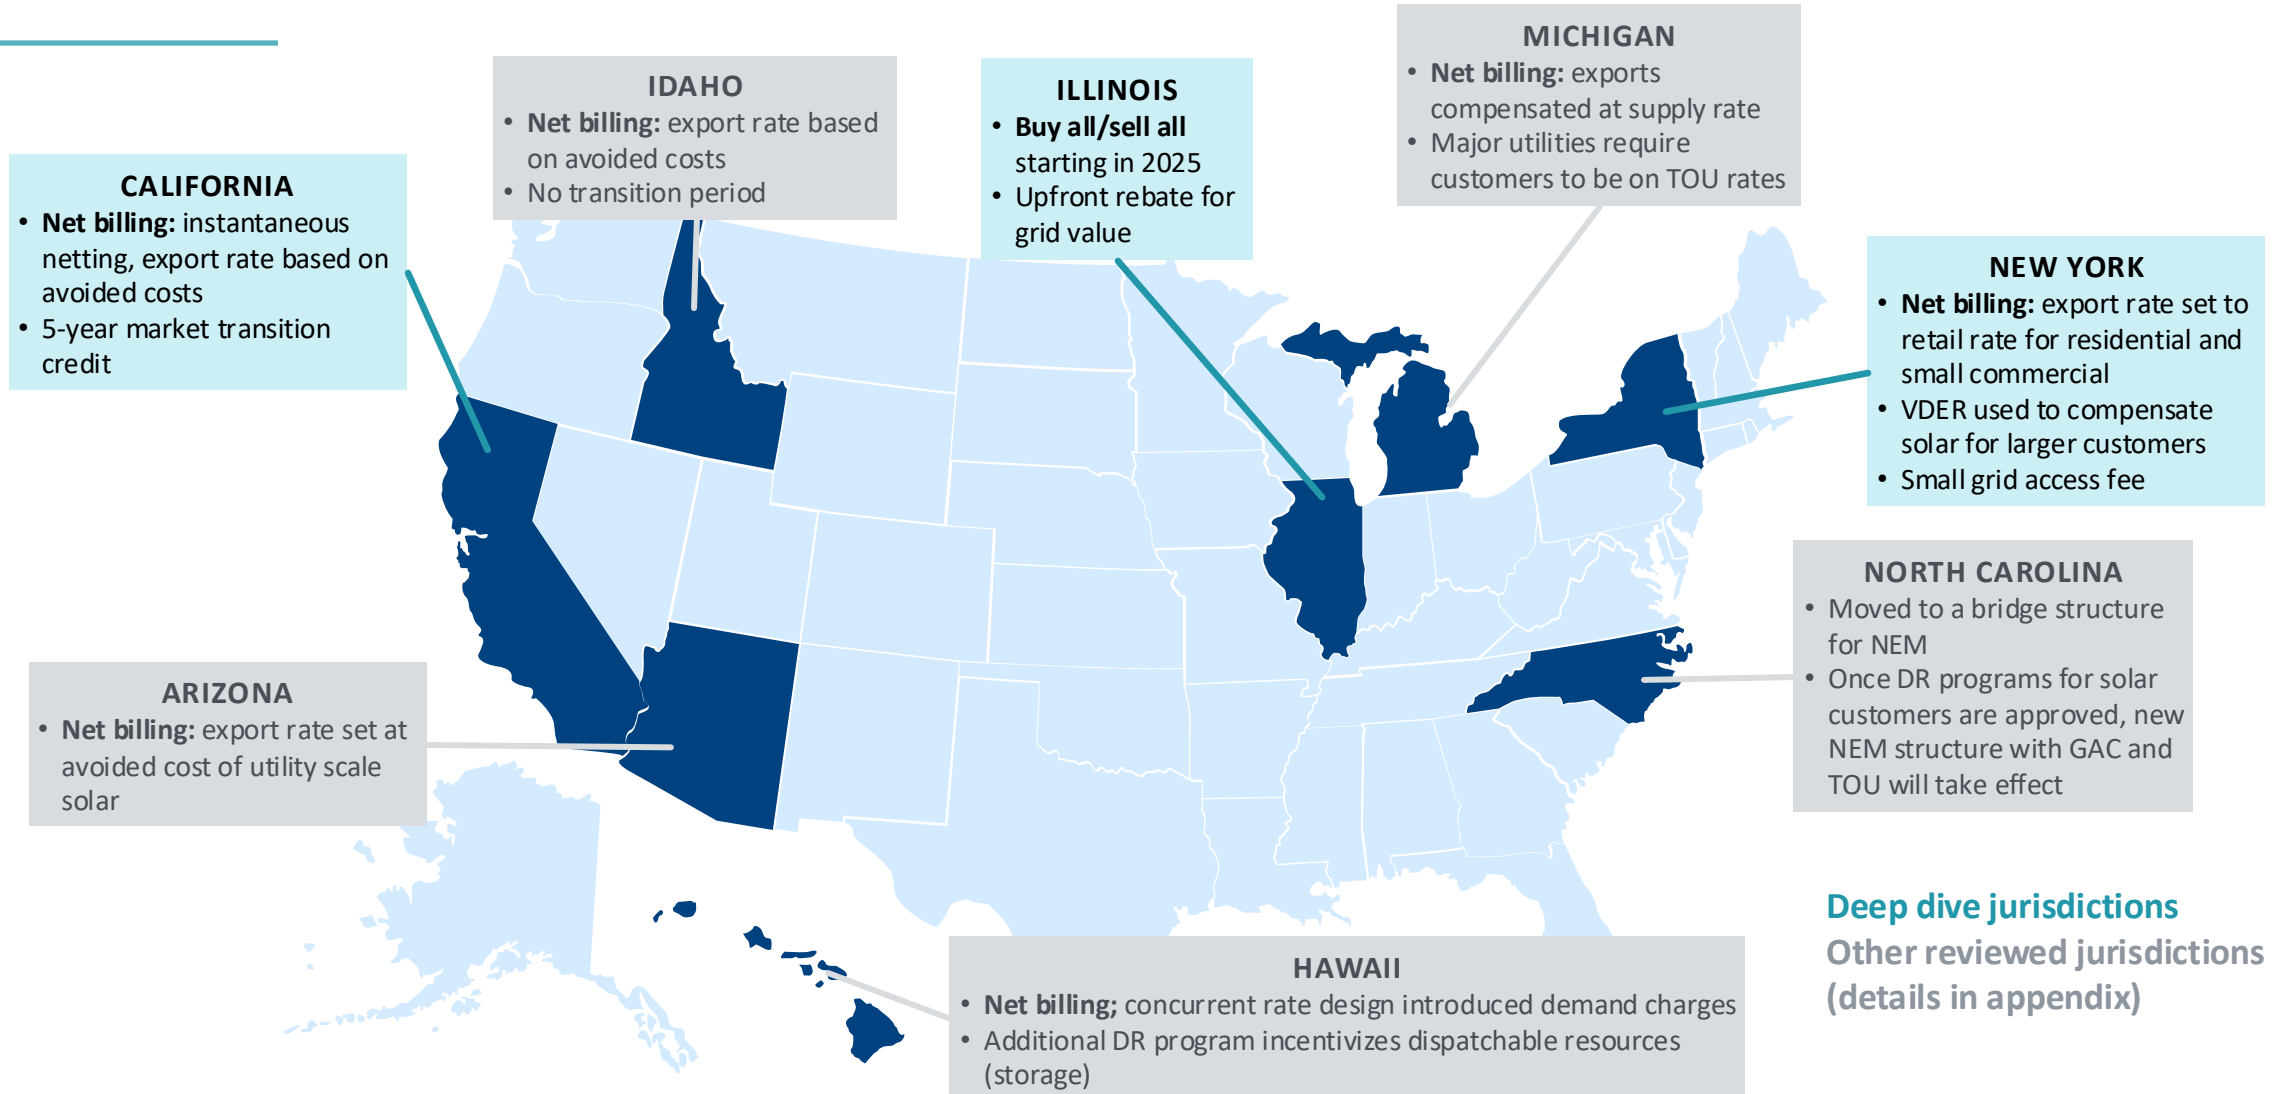 MICHIGAN
• Net billing: exports
compensated at supply rate
• Major utilities require
customers to be on TOU rates
IDAHO
• Net billing: export rate based
on avoided costs
• No transition period
ILLINOIS
• Buy all/sell all
starting in 2025
• Upfront rebate for
grid value
CALIFORNIA
• Net billing: instantaneous
netting, export rate based on
avoided costs
• 5-year market transition
credit
NEW YORK
• Net billing: export rate set to
retail rate for residential and
small commercial
• VDER used to compensate
solar for larger customers
• Small grid access fee
NORTH CAROLINA
• Moved to a bridge structure
for NEM
• Once DR programs for solar
customers are approved, new
NEM structure with GAC and
TOU will take effect
ARIZONA
• Net billing: export rate set at
avoided cost of utility scale
solar
HAWAII
• Net billing; concurrent rate design introduced demand charges
• Additional DR program incentivizes dispatchable resources
(storage)
Deep dive jurisdictions
Other reviewed jurisdictions
(details in appendix)